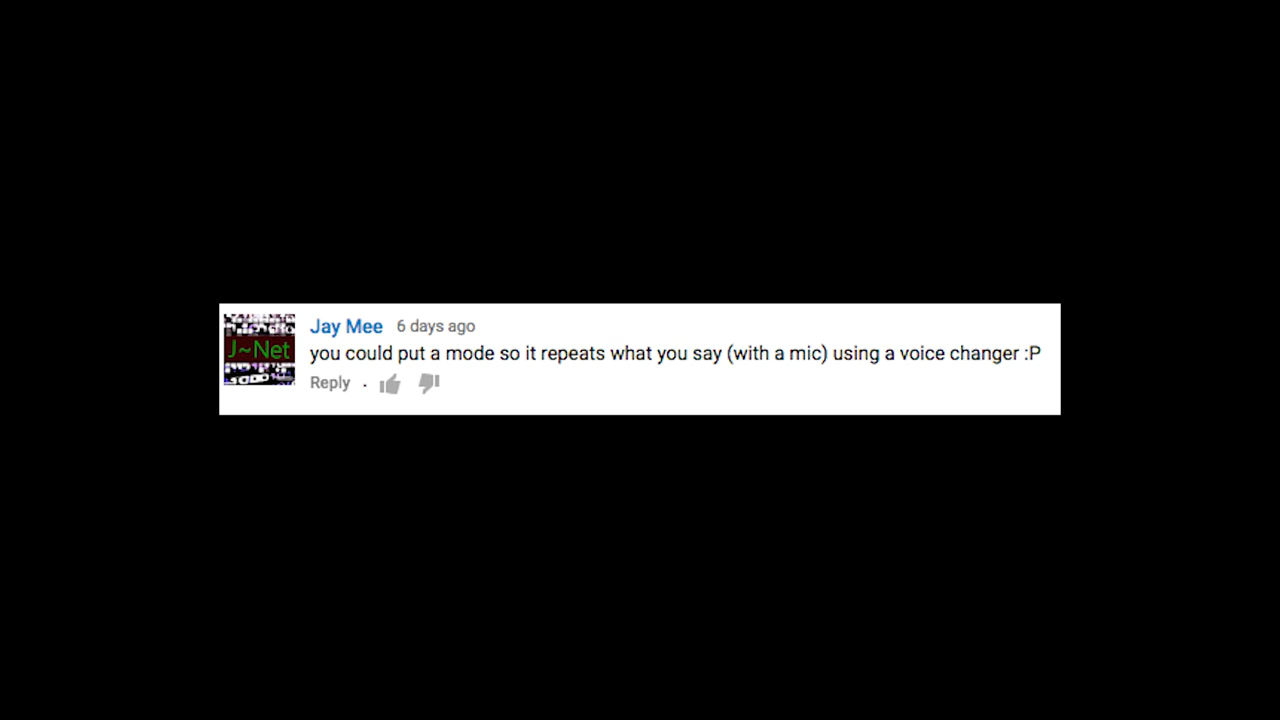 J~Net
Jay Mee 6 days ago
you could put a mode so it repeats what you say (with a mic) using a voice changer :P
Reply .